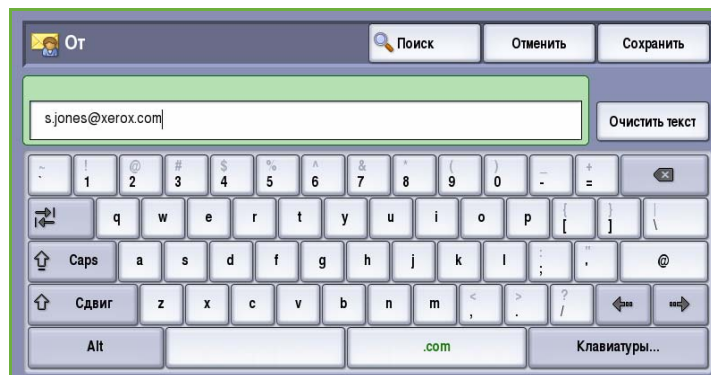 От Поиск Отменить Сохранить
s.jones@xerox.com Очистить текст
~ ! @ # $ % ^ & * ( ) _ +
` 1 2 3 4 5 6 7 8 9 0 - =
q w e r t y u i o p { [ } ] | \
Caps a s d f g h j k l : ; " ' @
Сдвиг z x c v b n m < , > . ? /
Alt .com Клавиатуры...